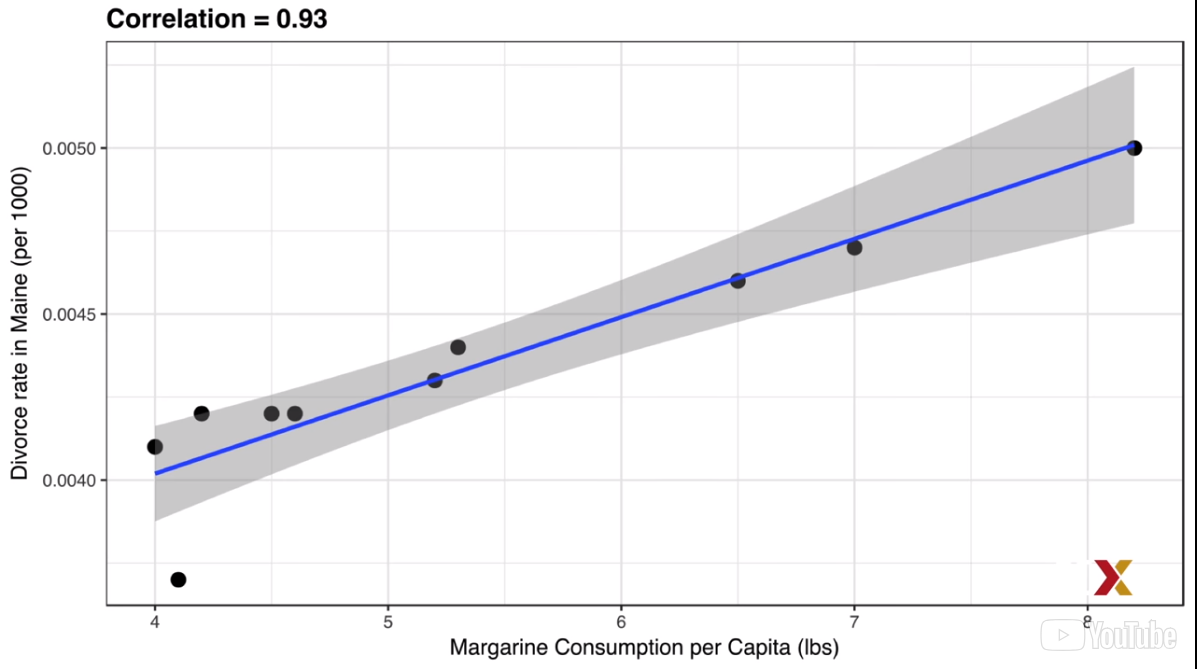 Correlation = 0.93
Divorce rate in Maine (per 1000)
0.0050
0.0045
0.0040
4 5 6 7 8
Margarine Consumption per Capita (lbs)
X
YouTube